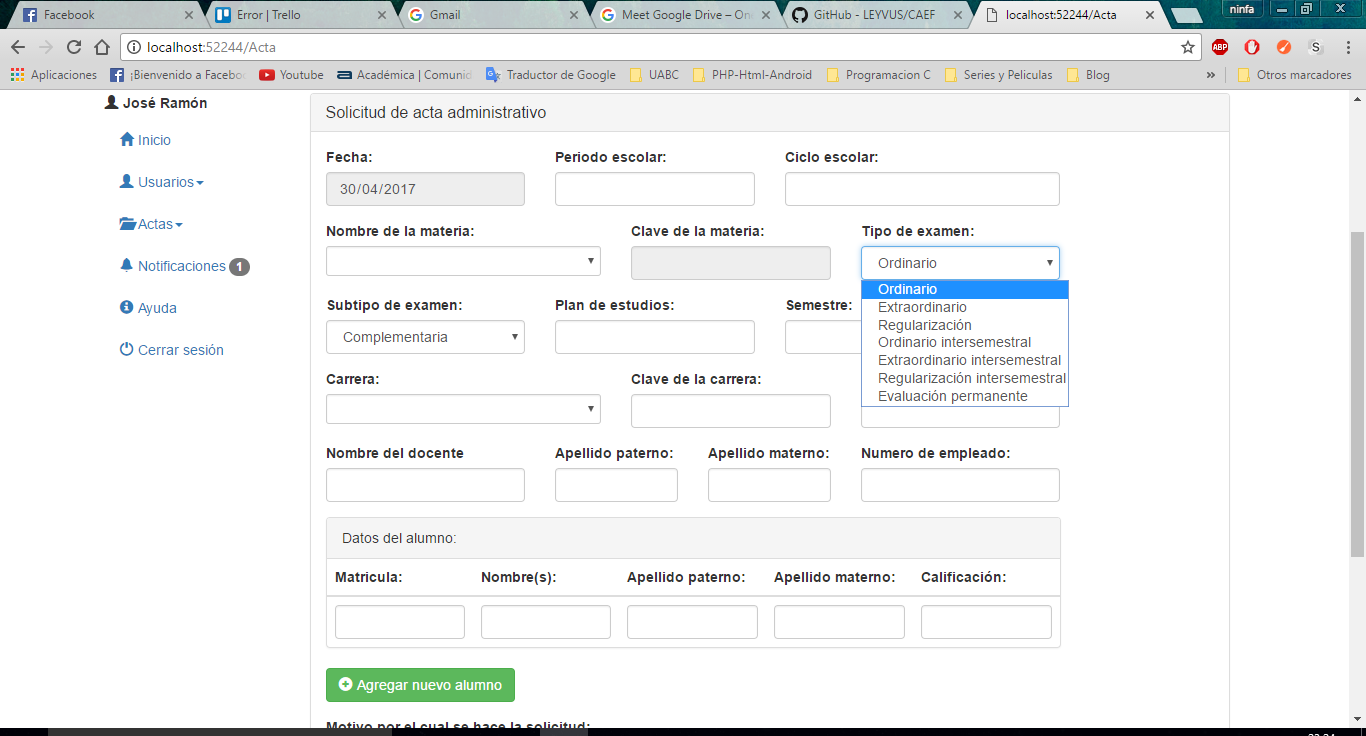 Facebook
Error | Trello
Gmail
Meet Google Drive – On
GitHub - LEYVUS/CAEF
localhost:52244/Acta
ninfa
localhost:52244/Acta
ABP
S
Aplicaciones
¡Bienvenido a Facebo
Youtube
Académica | Comunid
Traductor de Google
UABC
PHP-Html-Android
Programacion C
Series y Peliculas
Blog
»
Otros marcadores
José Ramón
Inicio
Usuarios
Actas
Notificaciones 1
Ayuda
Cerrar sesión
Solicitud de acta administrativo
Fecha: Periodo escolar: Ciclo escolar:
30/04/2017
Nombre de la materia: Clave de la materia: Tipo de examen:
Ordinario
Ordinario
Extraordinario
Regularización
Ordinario intersemestral
Extraordinario intersemestral
Regularización intersemestral
Evaluación permanente
Subtipo de examen: Plan de estudios: Semestre:
Complementaria
Carrera: Clave de la carrera:
Nombre del docente Apellido paterno: Apellido materno: Numero de empleado:
Datos del alumno:
Matricula: Nombre(s): Apellido paterno: Apellido materno: Calificación:
Agregar nuevo alumno
Motivo por el cual se hace la solicitud: